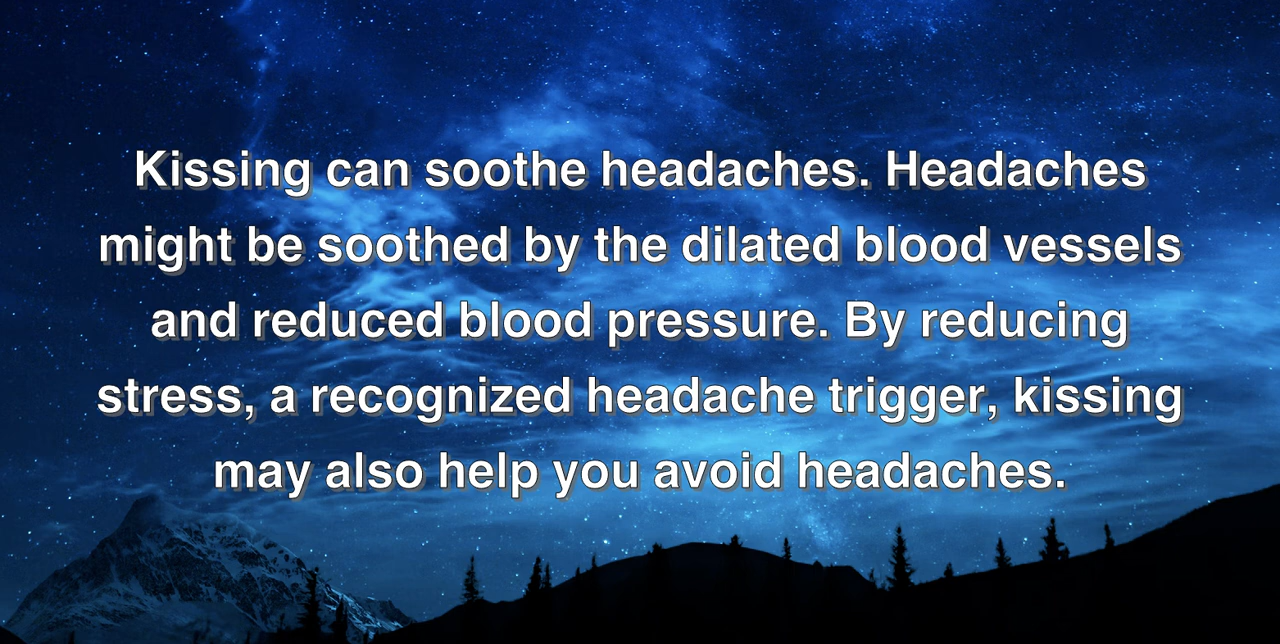 Kissing can soothe headaches. Headaches
might be soothed by the dilated blood vessels
and reduced blood pressure. By reducing
stress, a recognized headache trigger, kissing
may also help you avoid headaches.